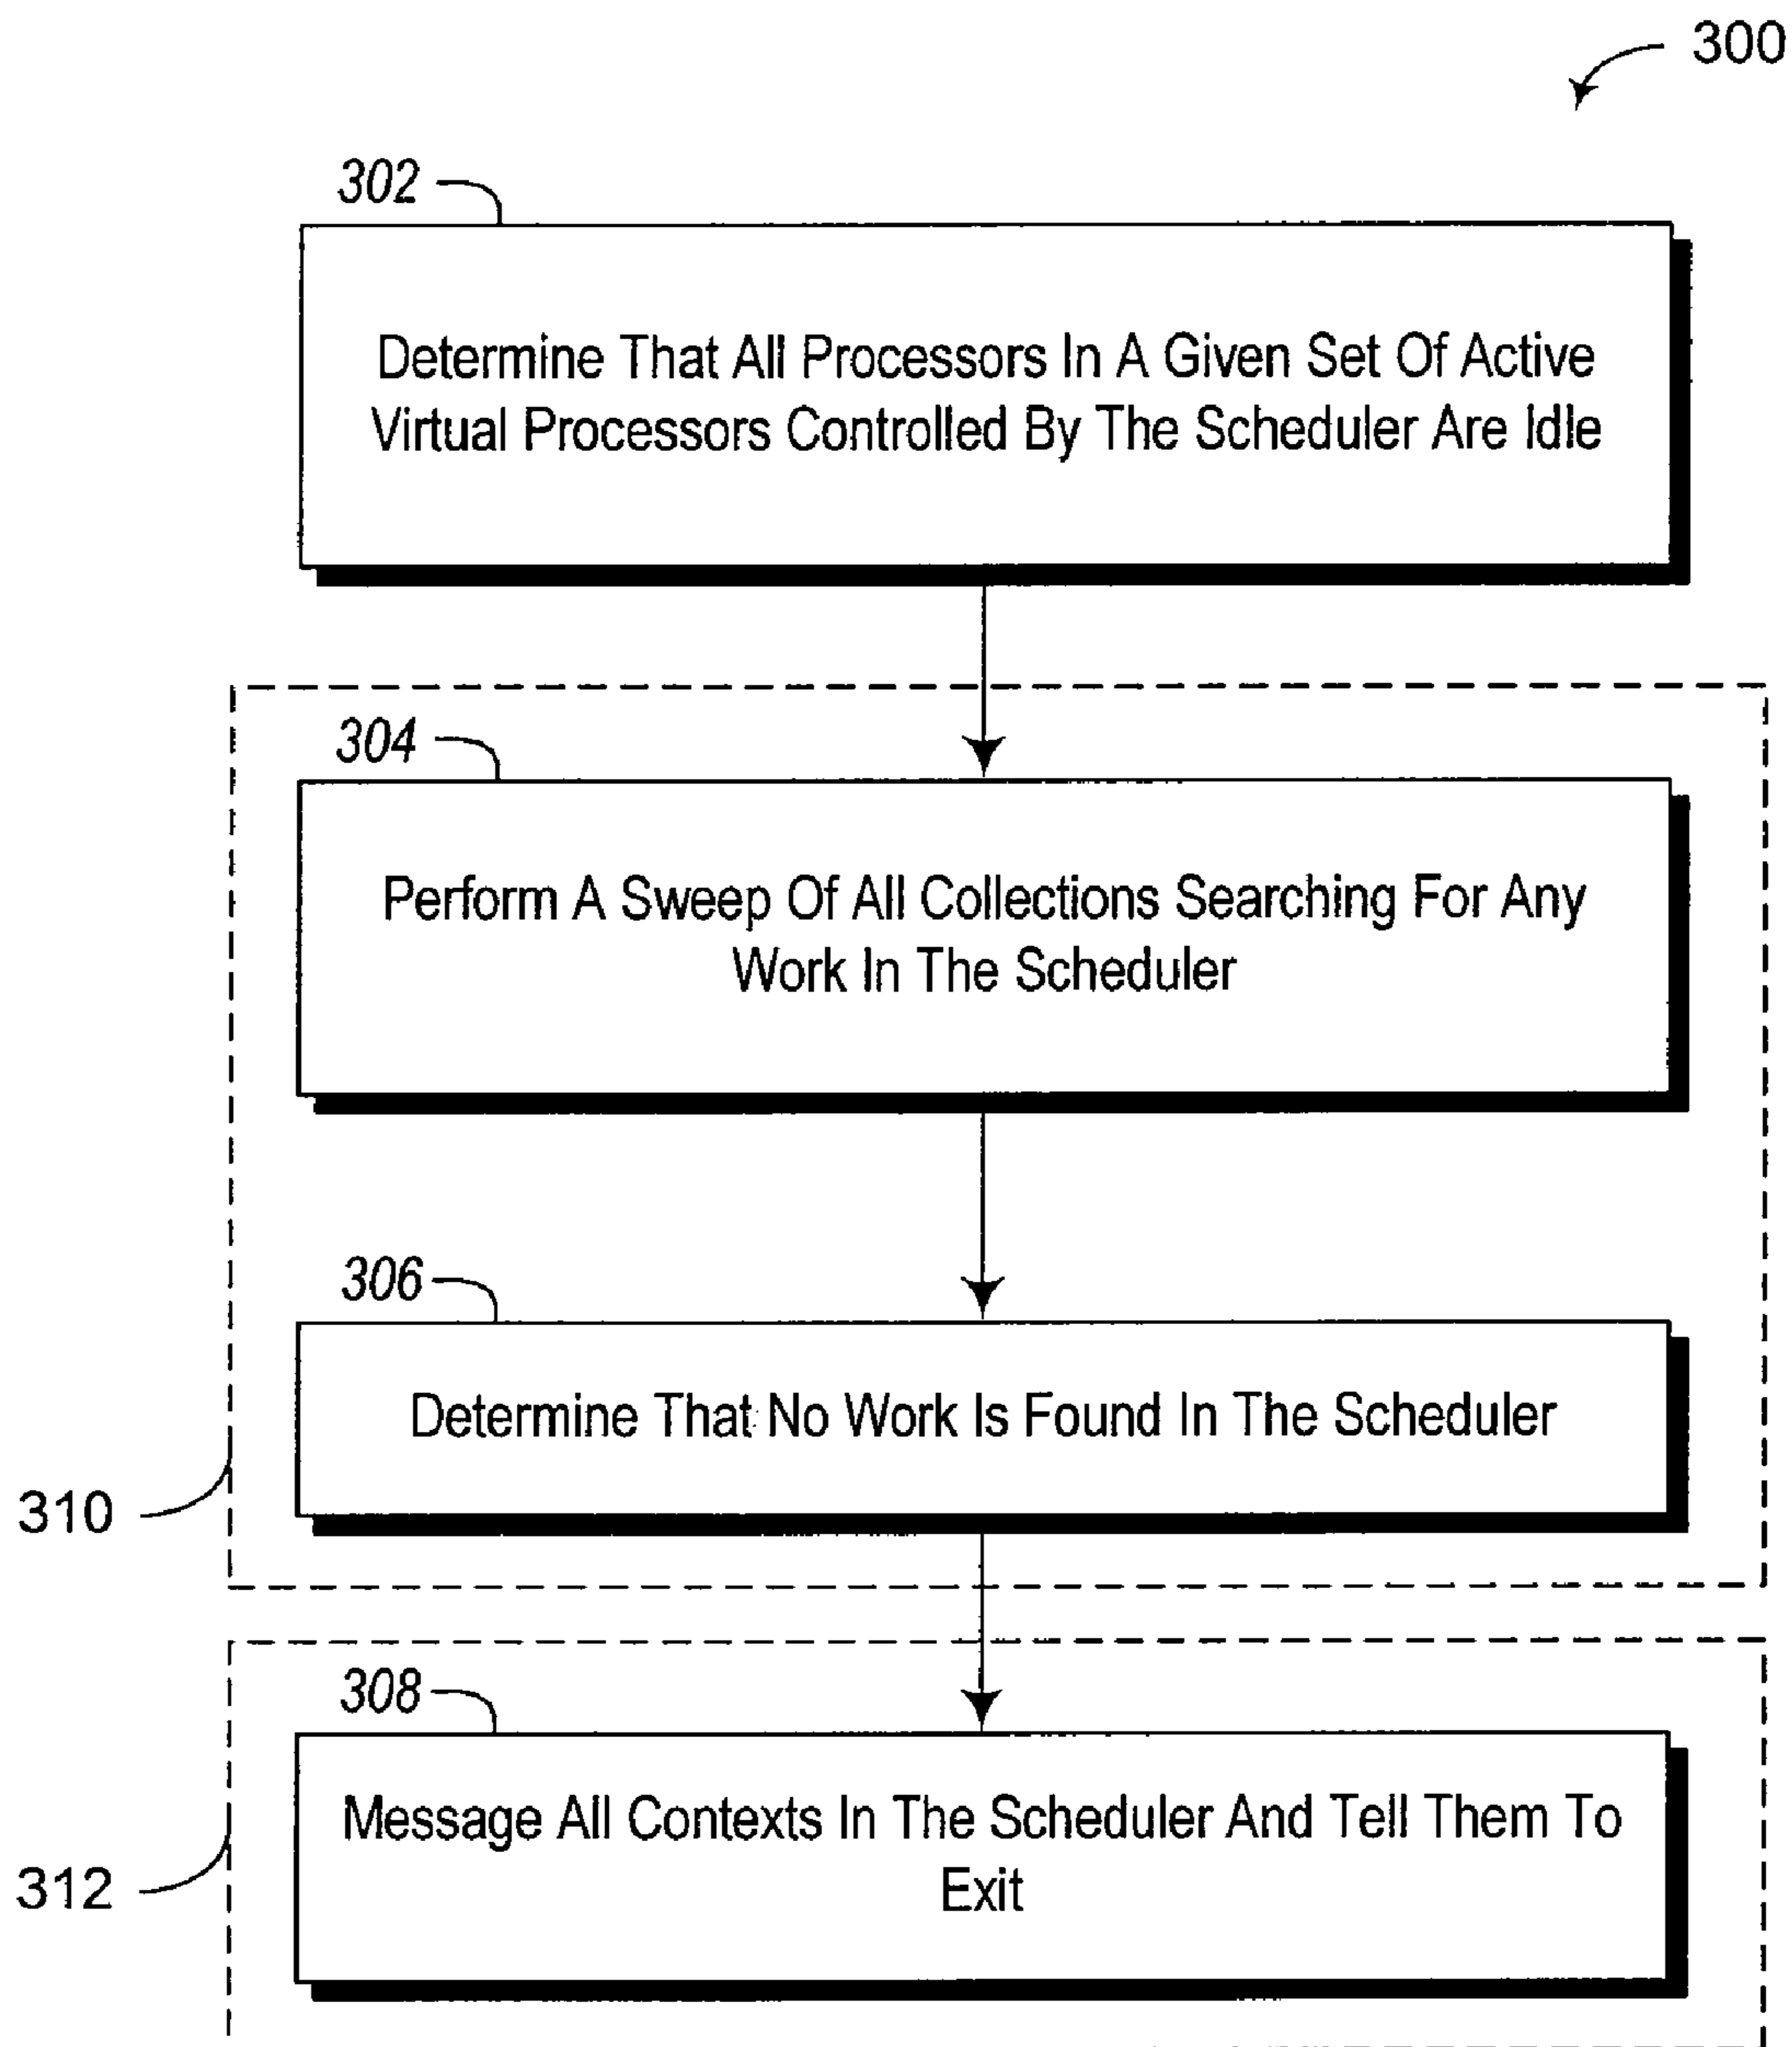 300
302
Determine That All Processors In A Given Set Of Active
Virtual Processors Controlled By The Scheduler Are Idle
304
Perform A Sweep Of All Collections Searching For Any
Work In The Scheduler
306
Determine That No Work Is Found In The Scheduler
310
308
Message All Contexts In The Scheduler And Tell Them To
Exit
312